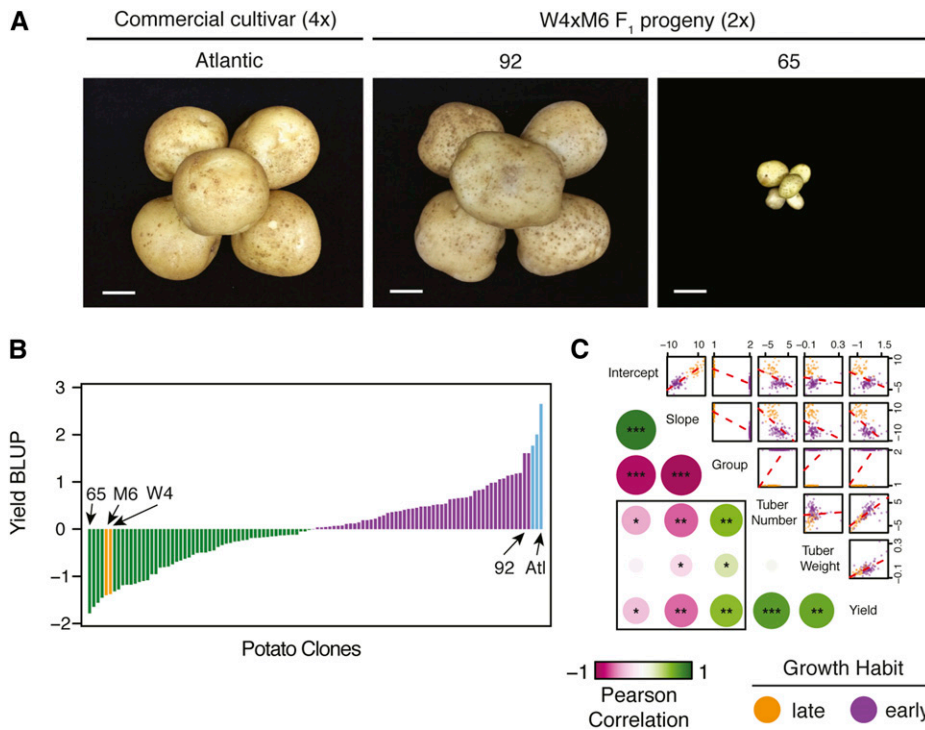 A
Commercial cultivar (4x)
W4xM6 F1 progeny (2x)
Atlantic
92
65
B
Yield BLUP
3
2
1
0
−1
−2
65
M6
W4
92
Atl
Potato Clones
C
−10 10
1 2
−5 5
−0.1 0.3
−1 1.5
Intercept
−5 10
Slope
−10 10
***
Group
1 2
*** ***
Tuber Number
−5 5
* ** **
Tuber Weight
−0.1 0.3
* *
Yield
* ** ** *** **
−1 1
Pearson Correlation
Growth Habit
late early